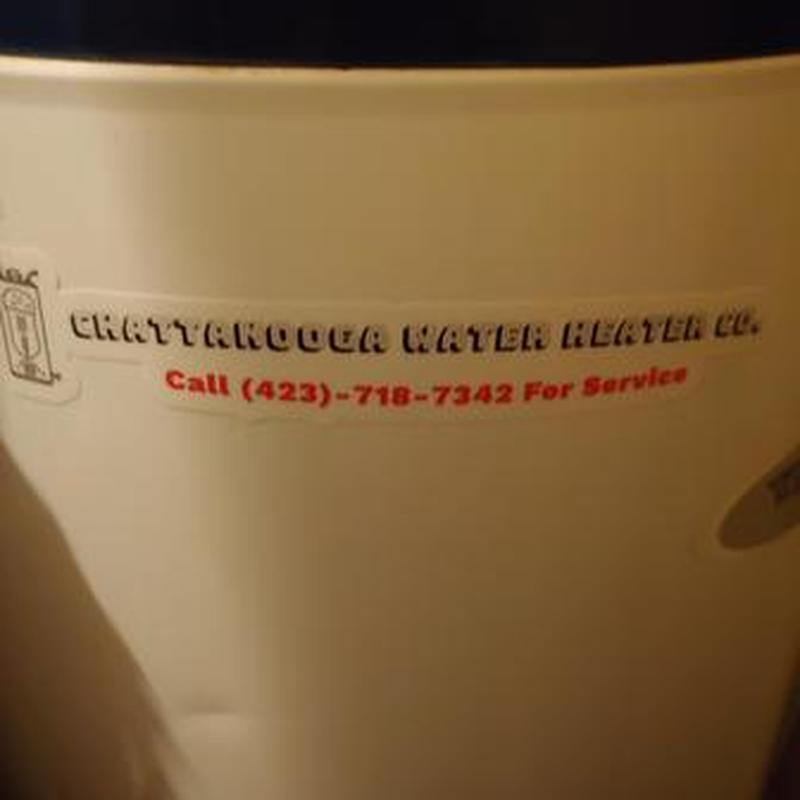 CHATTANOOGA WATER HEATER CO.
Call (423)-718-7342 For Service